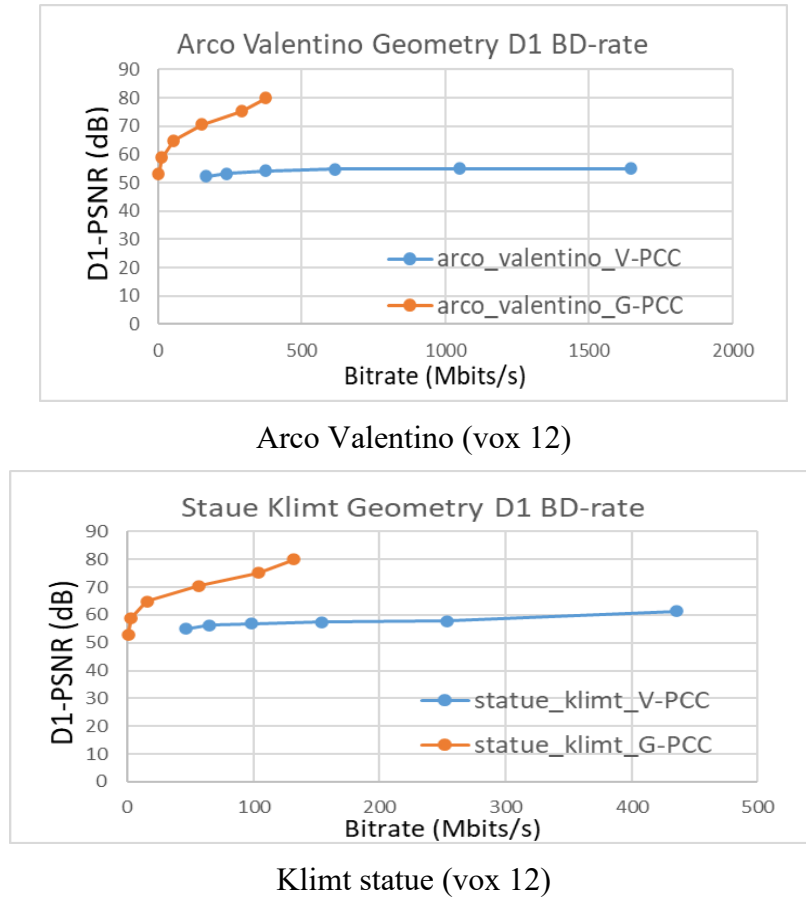 Arco Valentino Geometry D1 BD-rate
90
80
70
60
50
40
30
20
10
0
D1-PSNR (dB)
arco_valentino_V-PCC
arco_valentino_G-PCC
0 500 1000 1500 2000
Bitrate (Mbits/s)
Arco Valentino (vox 12)
Staue Klimt Geometry D1 BD-rate
90
80
70
60
50
40
30
20
10
0
D1-PSNR (dB)
statue_klimt_V-PCC
statue_klimt_G-PCC
0 100 200 300 400 500
Bitrate (Mbits/s)
Klimt statue (vox 12)